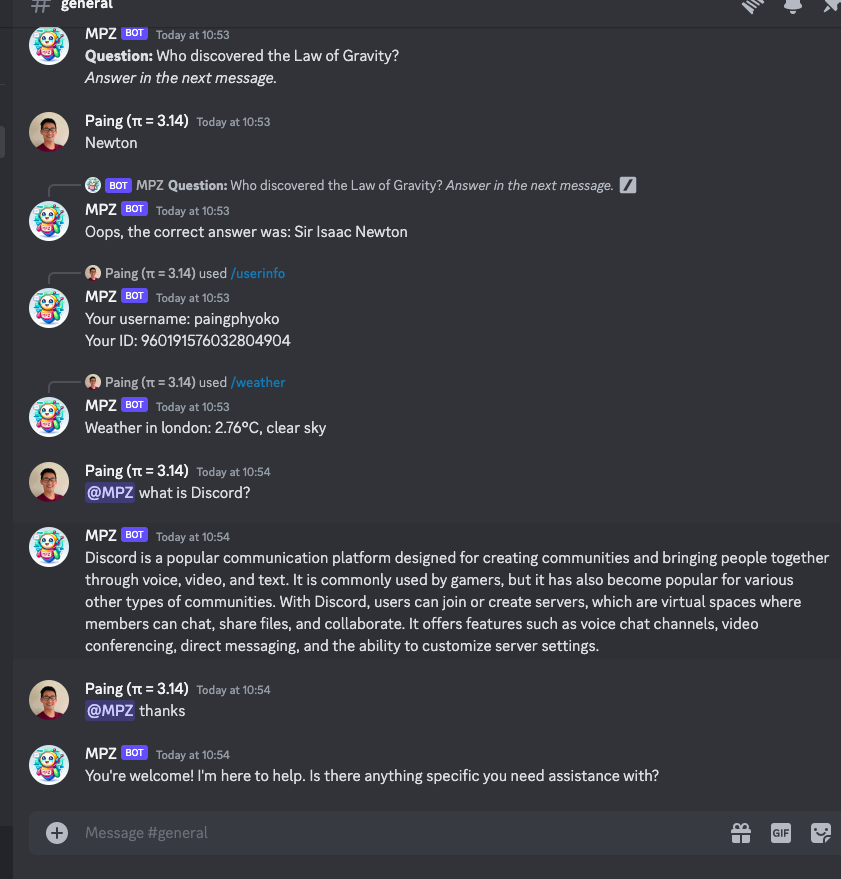 # general
MPZ BOT Today at 10:53
Question: Who discovered the Law of Gravity?
Answer in the next message.
Paing (π = 3.14) Today at 10:53
Newton
BOT MPZ Question: Who discovered the Law of Gravity? Answer in the next message.
MPZ BOT Today at 10:53
Oops, the correct answer was: Sir Isaac Newton
Paing (π = 3.14) used /userinfo
MPZ BOT Today at 10:53
Your username: paingphyoko
Your ID: 960191576032804904
Paing (π = 3.14) used /weather
MPZ BOT Today at 10:53
Weather in london: 2.76°C, clear sky
Paing (π = 3.14) Today at 10:54
@MPZ what is Discord?
MPZ BOT Today at 10:54
Discord is a popular communication platform designed for creating communities and bringing people together
through voice, video, and text. It is commonly used by gamers, but it has also become popular for various
other types of communities. With Discord, users can join or create servers, which are virtual spaces where
members can chat, share files, and collaborate. It offers features such as voice chat channels, video
conferencing, direct messaging, and the ability to customize server settings.
Paing (π = 3.14) Today at 10:54
@MPZ thanks
MPZ BOT Today at 10:54
You're welcome! I'm here to help. Is there anything specific you need assistance with?
Message #general
GIF